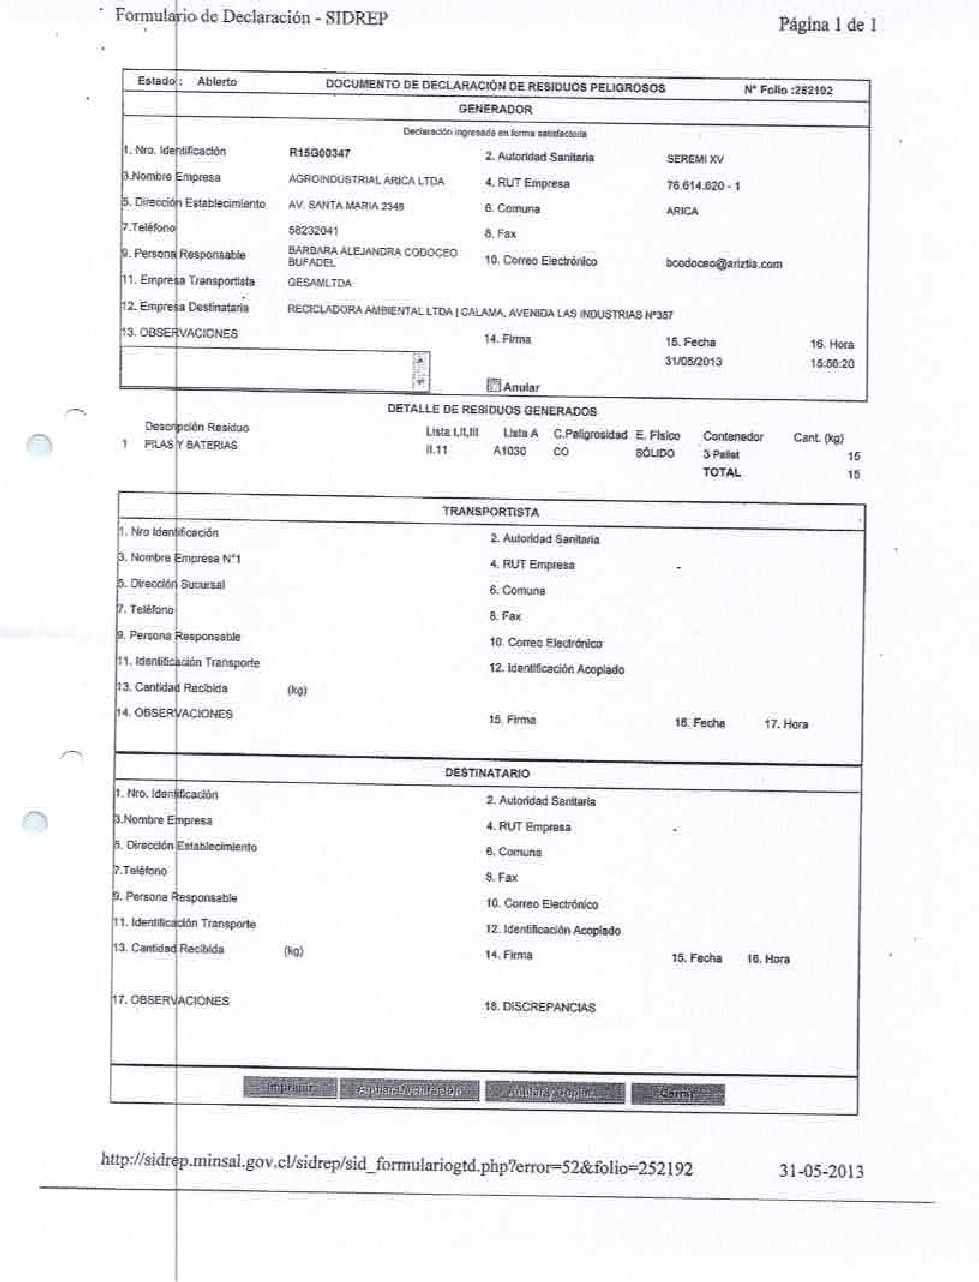 Formulario de Declaración - SIDREP Página 1 de 1
Estado : Abierto DOCUMENTO DE DECLARACIÓN DE RESIDUOS PELIGROSOS N° Folio :252192
GENERADOR
Declaración ingresada en forma satisfactoria
1. Nro. Identificación R15G00347 2. Autoridad Sanitaria SEREMI XV
3.Nombre Empresa AGROINDUSTRIAL ARICA LTDA 4. RUT Empresa 76.614.620 - 1
5. Dirección Establecimiento AV. SANTA MARIA 2349 6. Comuna ARICA
7.Teléfono 58232041 8. Fax
9. Persona Responsable BARBARA ALEJANDRA CODOCEO BUFADEL 10. Correo Electrónico bcodoceo@ariztia.com
11. Empresa Transportista GESAMLTDA
12. Empresa Destinataria RECICLADORA AMBIENTAL LTDA | CALAMA, AVENIDA LAS INDUSTRIAS N°357
13. OBSERVACIONES 14. Firma 15. Fecha 16. Hora
31/05/2013 15:56:20
Anular
DETALLE DE RESIDUOS GENERADOS
Descripción Residuo Lista I,II,III Lista A C.Peligrosidad E. Físico Contenedor Cant. (kg)
1 PILAS Y BATERIAS II.11 A1030 CO SÓLIDO 3 Pallet 15
TOTAL 15
TRANSPORTISTA
1. Nro Identificación 2. Autoridad Sanitaria
3. Nombre Empresa N°1 4. RUT Empresa -
5. Dirección Sucursal 6. Comuna
7. Teléfono 8. Fax
9. Persona Responsable 10. Correo Electrónico
11. Identificación Transporte 12. Identificación Acoplado
13. Cantidad Recibida (kg)
14. OBSERVACIONES 15. Firma 16. Fecha 17. Hora
DESTINATARIO
1. Nro. Identificación 2. Autoridad Sanitaria
3.Nombre Empresa 4. RUT Empresa -
5. Dirección Establecimiento 6. Comuna
7.Teléfono 8. Fax
9. Persona Responsable 10. Correo Electrónico
11. Identificación Transporte 12. Identificación Acoplado
13. Cantidad Recibida (kg) 14. Firma 15. Fecha 16. Hora
17. OBSERVACIONES 18. DISCREPANCIAS
Imprimir Cerrar
http://sidrep.minsal.gov.cl/sidrep/sid_formulariogtd.php?error=52&folio=252192 31-05-2013